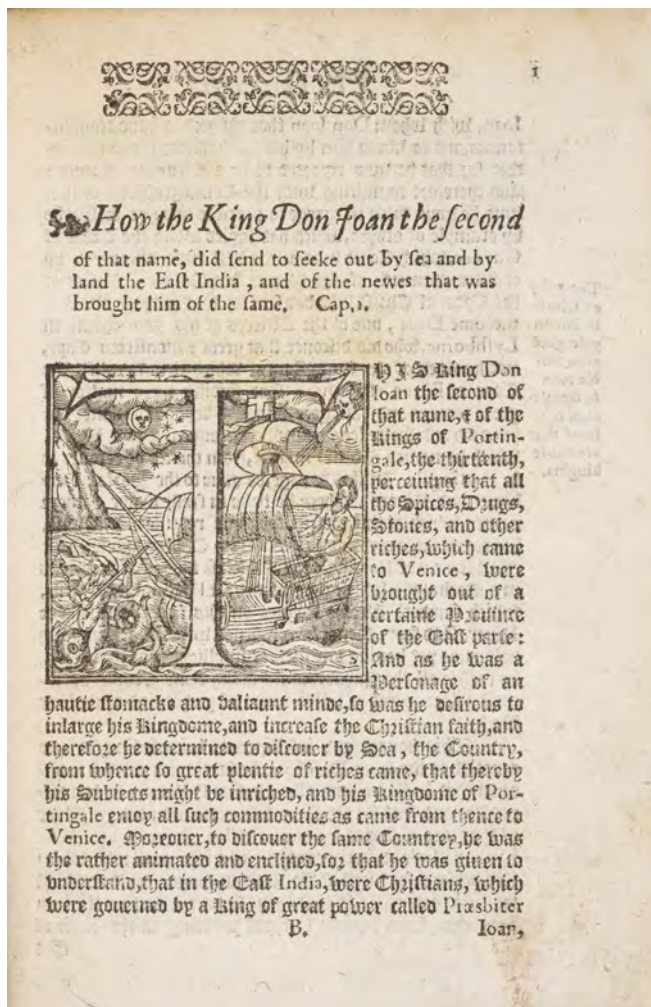 1
How the King Don Joan the ſecond
of that name, did ſend to ſeeke out by ſea and by
land the Eaſt India , and of the newes that was
brought him of the ſame. Cap,1.
THIS King Don
Ioan the ſecond of
that name,& of the
Kings of Portin-
gale,the thirtéenth,
perceiuing that all
the Spices,Drugs,
Stones, and other
riches,which came
to Venice , were
brought out of a
certaine Prouince
of the Eaſt parte:
And as he was a
Perſonage of an
hautie ſtomacke and valiaunt minde,ſo was he deſirous to
inlarge his Kingdome,and increaſe the Chriſtian faith,and
therefore he determined to diſcouer by Sea , the Country,
from whence ſo great plentie of riches came, that thereby
his Subiects might be inriched, and his Kingdome of Por-
tingale enioy all ſuch commodities as came from thence to
Venice. Moreouer,to diſcouer the ſame Countrey,he was
the rather animated and enclined,for that he was giuen to
vnderſtand,that in the Eaſt India,were Chriſtians, which
were gouerned by a King of great power called Præsbiter
B. Ioan,